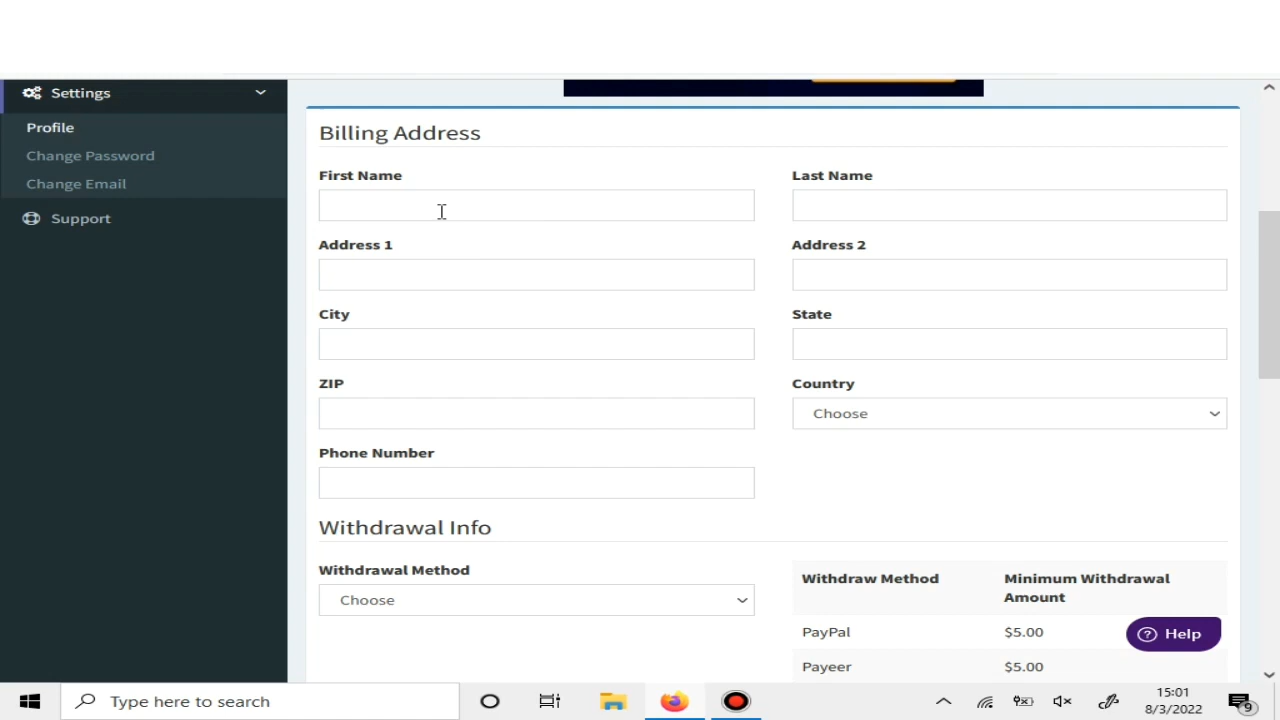 Settings
Profile
Change Password
Change Email
Support
Billing Address
First Name
Last Name
Address 1
Address 2
City
State
ZIP
Country
Choose
Phone Number
Withdrawal Info
Withdrawal Method
Choose
Withdraw Method
Minimum Withdrawal
Amount
PayPal
$5.00
Payeer
$5.00
Help
Type here to search
15:01
8/3/2022
9